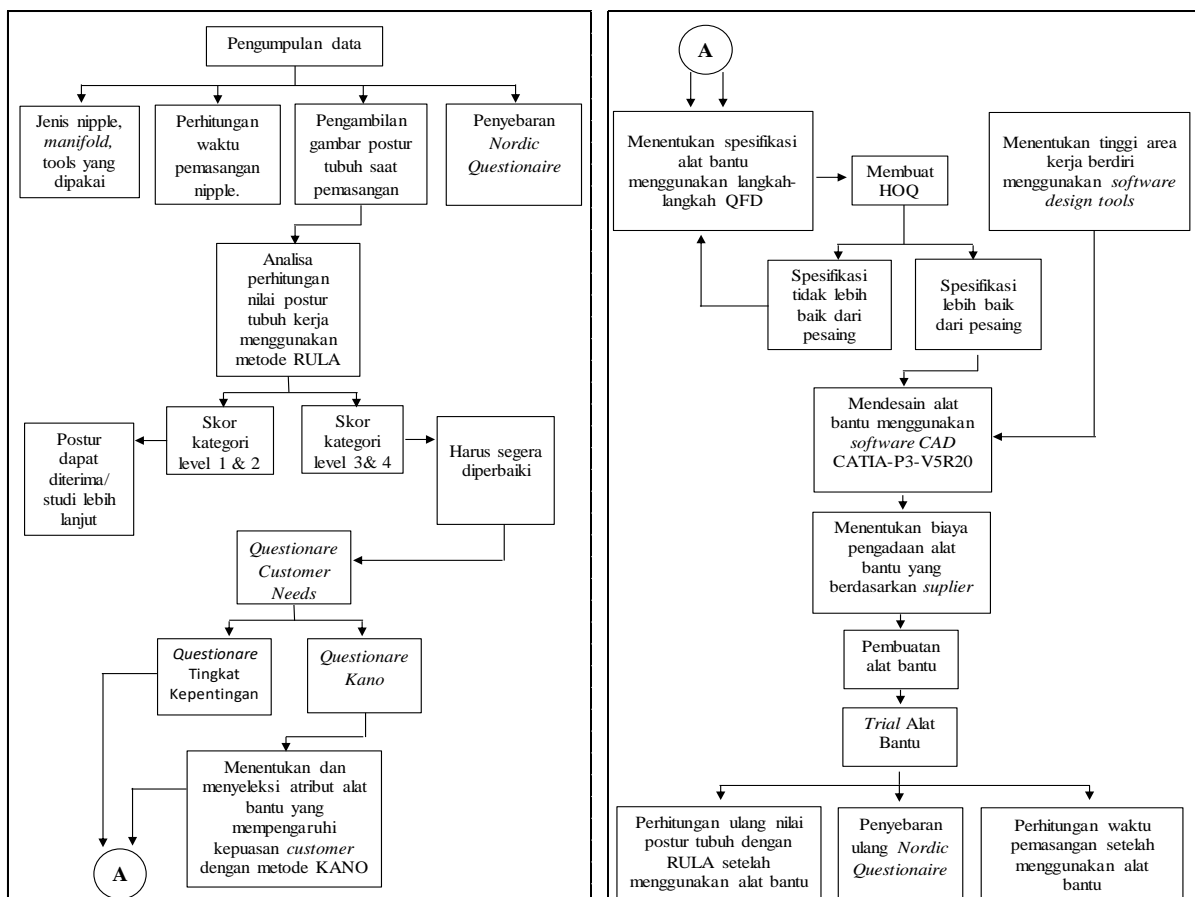 Pengumpulan data
Jenis nipple,
manifold,
tools yang
dipakai
Perhitungan
waktu
pemasangan
nipple.
Pengambilan
gambar postur
tubuh saat
pemasangan
Penyebaran
Nordic
Questionaire
Analisa
perhitungan
nilai postur
tubuh kerja
menggunakan
metode RULA
Skor
kategori
level 1 & 2
Skor
kategori
level 3& 4
Postur
dapat
diterima/
studi lebih
lanjut
Harus segera
diperbaiki
Questionare
Customer
Needs
Questionare
Tingkat
Kepentingan
Questionare
Kano
Menentukan dan
menyeleksi atribut alat
bantu yang
mempengaruhi
kepuasan customer
dengan metode KANO
A
A
Menentukan spesifikasi
alat bantu
menggunakan langkah-
langkah QFD
Membuat
HOQ
Menentukan tinggi area
kerja berdiri
menggunakan software
design tools
Spesifikasi
tidak lebih
baik dari
pesaing
Spesifikasi
lebih baik
dari pesaing
Mendesain alat
bantu menggunakan
software CAD
CATIA-P3-V5R20
Menentukan biaya
pengadaan alat
bantu yang
berdasarkan suplier
Pembuatan
alat bantu
Trial Alat
Bantu
Perhitungan ulang nilai
postur tubuh dengan
RULA setelah
menggunakan alat bantu
Penyebaran
ulang Nordic
Questionaire
Perhitungan waktu
pemasangan setelah
menggunakan alat
bantu